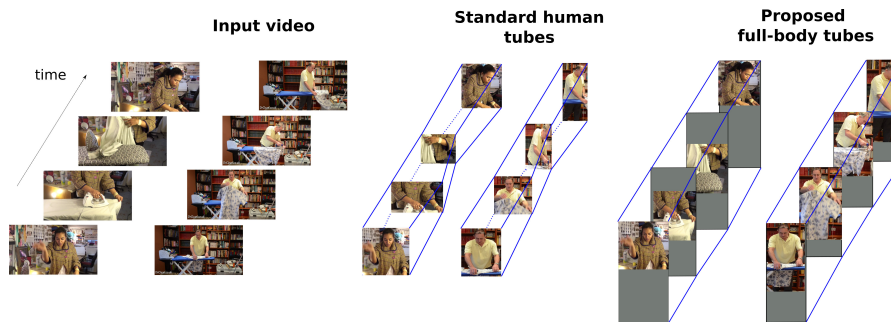 Input video
Standard human
tubes
Proposed
full-body tubes
time